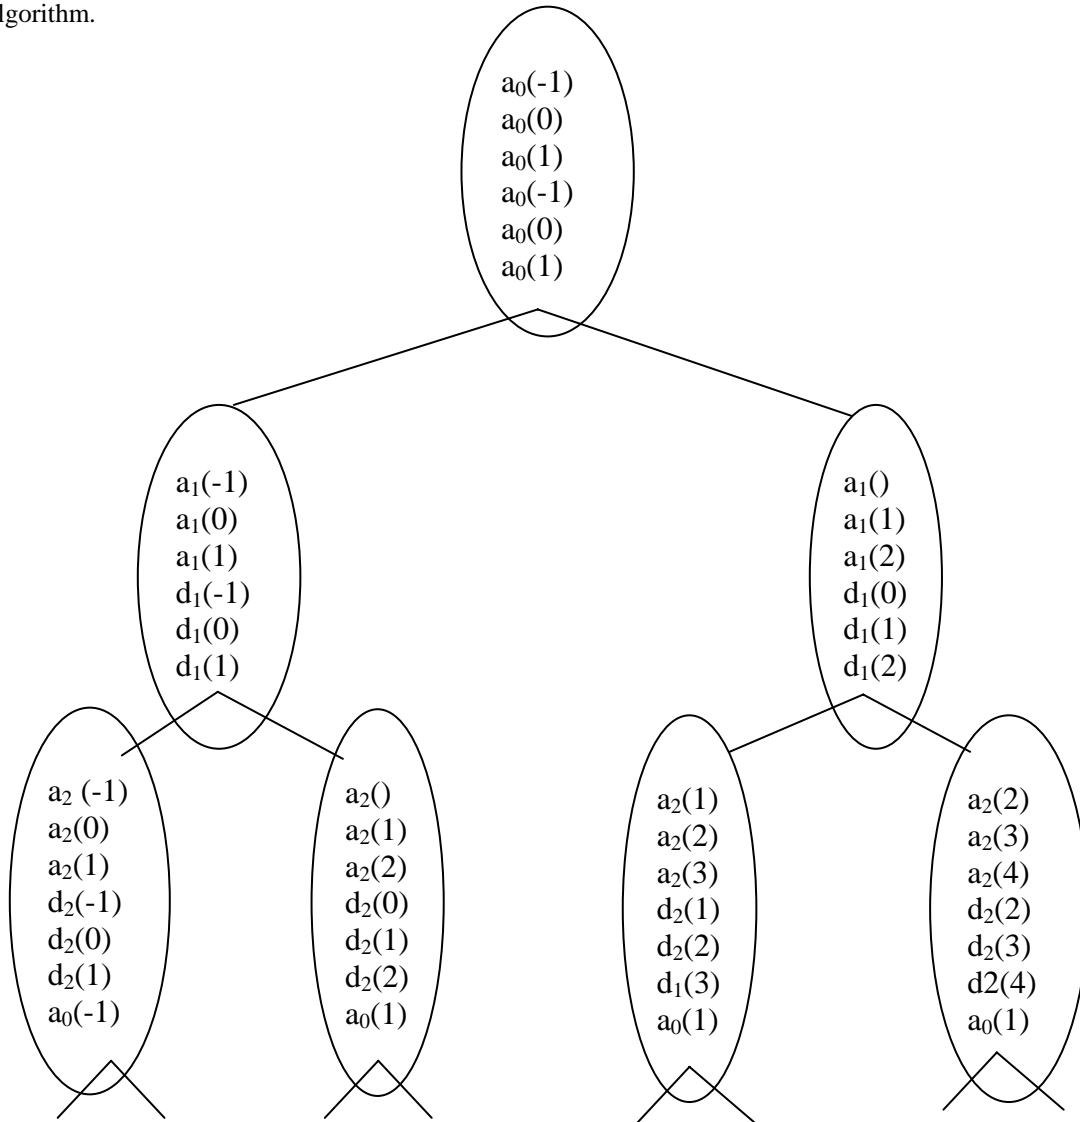 lgorithm.
a₀(-1)
a₀(0)
a₀(1)
a₀(-1)
a₀(0)
a₀(1)
a₁(-1)
a₁(0)
a₁(1)
d₁(-1)
d₁(0)
d₁(1)
a₁()
a₁(1)
a₁(2)
d₁(0)
d₁(1)
d₁(2)
a₂ (-1)
a₂(0)
a₂(1)
d₂(-1)
d₂(0)
d₂(1)
a₀(-1)
a₂()
a₂(1)
a₂(2)
d₂(0)
d₂(1)
d₂(2)
a₀(1)
a₂(1)
a₂(2)
a₂(3)
d₂(1)
d₂(2)
d₁(3)
a₀(1)
a₂(2)
a₂(3)
a₂(4)
d₂(2)
d₂(3)
d2(4)
a₀(1)